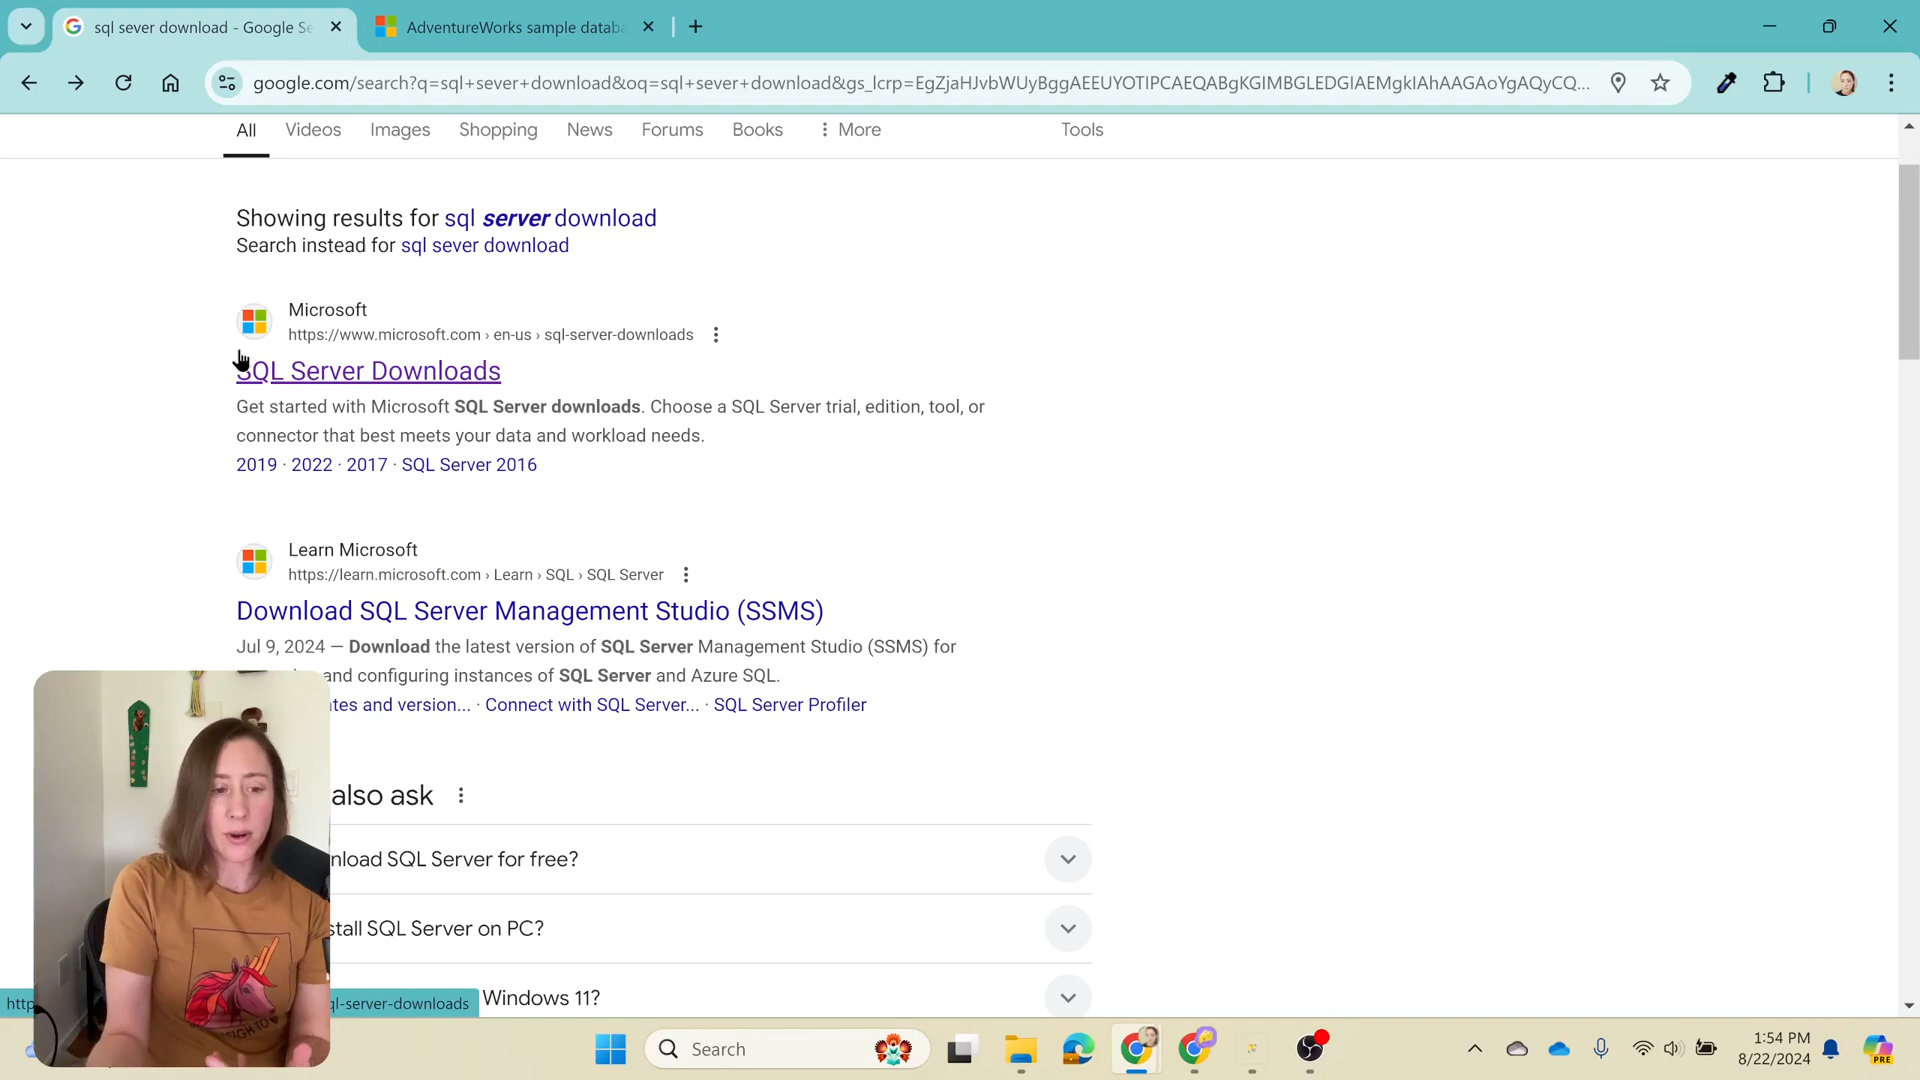 sql sever download - Google Se
AdventureWorks sample databa
google.com/search?q=sql+sever+download&oq=sql+sever+download&gs_lcrp=EgZjaHJvbWUyBggAEEUYOTIPCAEQABgKGIMBGLEDGIAEMgkIAhAAGAoYgAQyCQ...
All
Videos
Images
Shopping
News
Forums
Books
More
Tools
Showing results for sql server download
Search instead for sql sever download
Microsoft
https://www.microsoft.com › en-us › sql-server-downloads
SQL Server Downloads
Get started with Microsoft SQL Server downloads. Choose a SQL Server trial, edition, tool, or
connector that best meets your data and workload needs.
2019 · 2022 · 2017 · SQL Server 2016
Learn Microsoft
https://learn.microsoft.com › Learn › SQL › SQL Server
Download SQL Server Management Studio (SSMS)
Jul 9, 2024 — Download the latest version of SQL Server Management Studio (SSMS) for
and configuring instances of SQL Server and Azure SQL.
ates and version... · Connect with SQL Server... · SQL Server Profiler
also ask
nload SQL Server for free?
stall SQL Server on PC?
Windows 11?
http
ql-server-downloads
Search
1:54 PM
8/22/2024
PRE